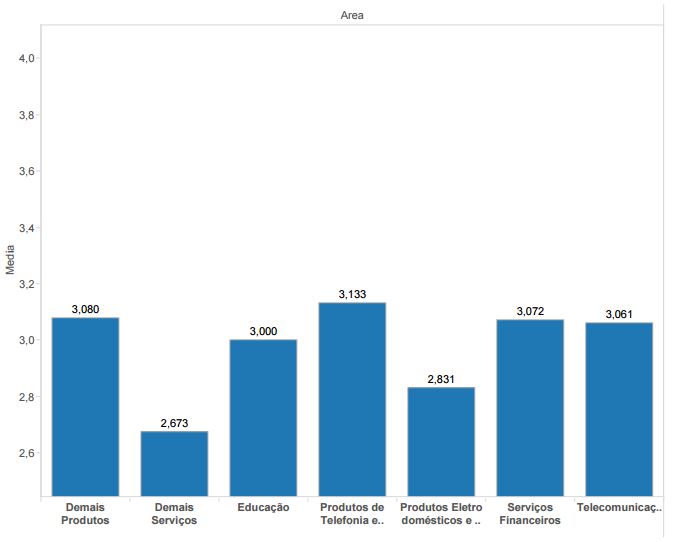 Area
Media
4,0
3,8
3,6
3,4
3,2
3,0
2,8
2,6
3,080
2,673
3,000
3,133
2,831
3,072
3,061
Demais
Produtos
Demais
Serviços
Educação
Produtos de
Telefonia e..
Produtos Eletro
domésticos e ..
Serviços
Financeiros
Telecomunicaç..